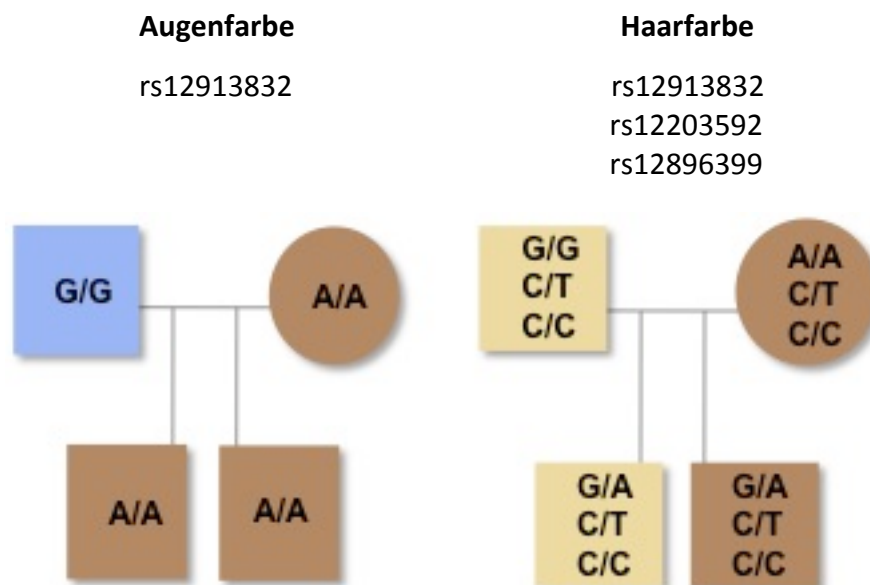 Augenfarbe
rs12913832
G/G
A/A
A/A
A/A
Haarfarbe
rs12913832
rs12203592
rs12896399
G/G
C/T
C/C
A/A
C/T
C/C
G/A
C/T
C/C
G/A
C/T
C/C